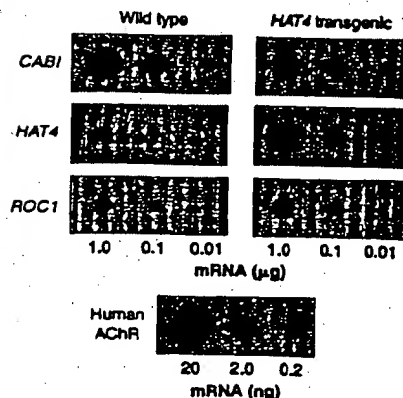 Wild type HAT4 transgenic
CABI
HAT4
ROC1
1.0 0.1 0.01 1.0 0.1 0.01
mRNA (μg)
Human
AChR
20 2.0 0.2
mRNA (ng)